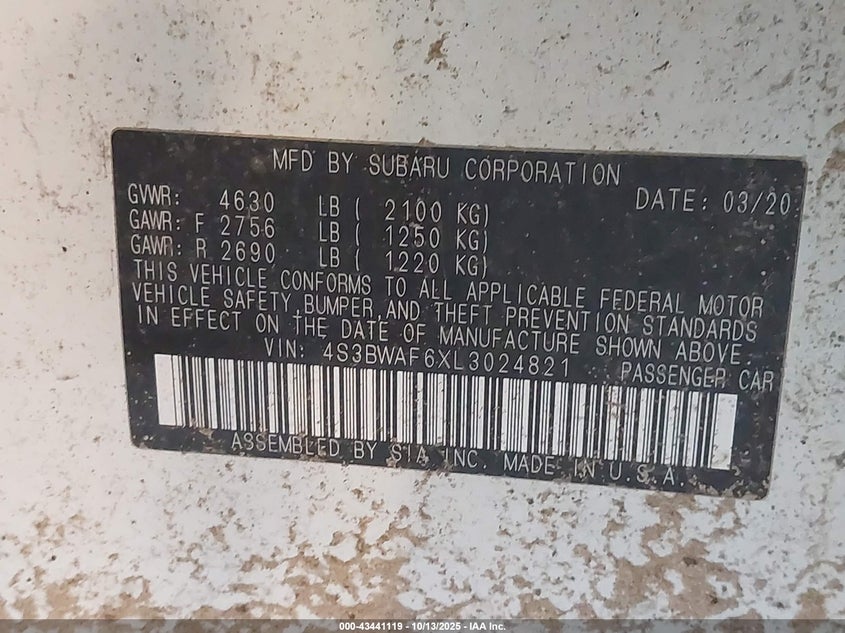 MFD BY SUBARU CORPORATION
GVWR: 4630 LB ( 2100 KG) DATE: 03/20
GAWR: F 2756 LB ( 1250 KG)
GAWR: R 2690 LB ( 1220 KG)
THIS VEHICLE CONFORMS TO ALL APPLICABLE FEDERAL MOTOR
VEHICLE SAFETY, BUMPER, AND THEFT PREVENTION STANDARDS
IN EFFECT ON THE DATE OF MANUFACTURE SHOWN ABOVE.
VIN: 4S3BWAF6XL3024821 PASSENGER CAR
ASSEMBLED BY SIA, INC. MADE IN U.S.A.
000-43441119 - 10/13/2025 - IAA Inc.